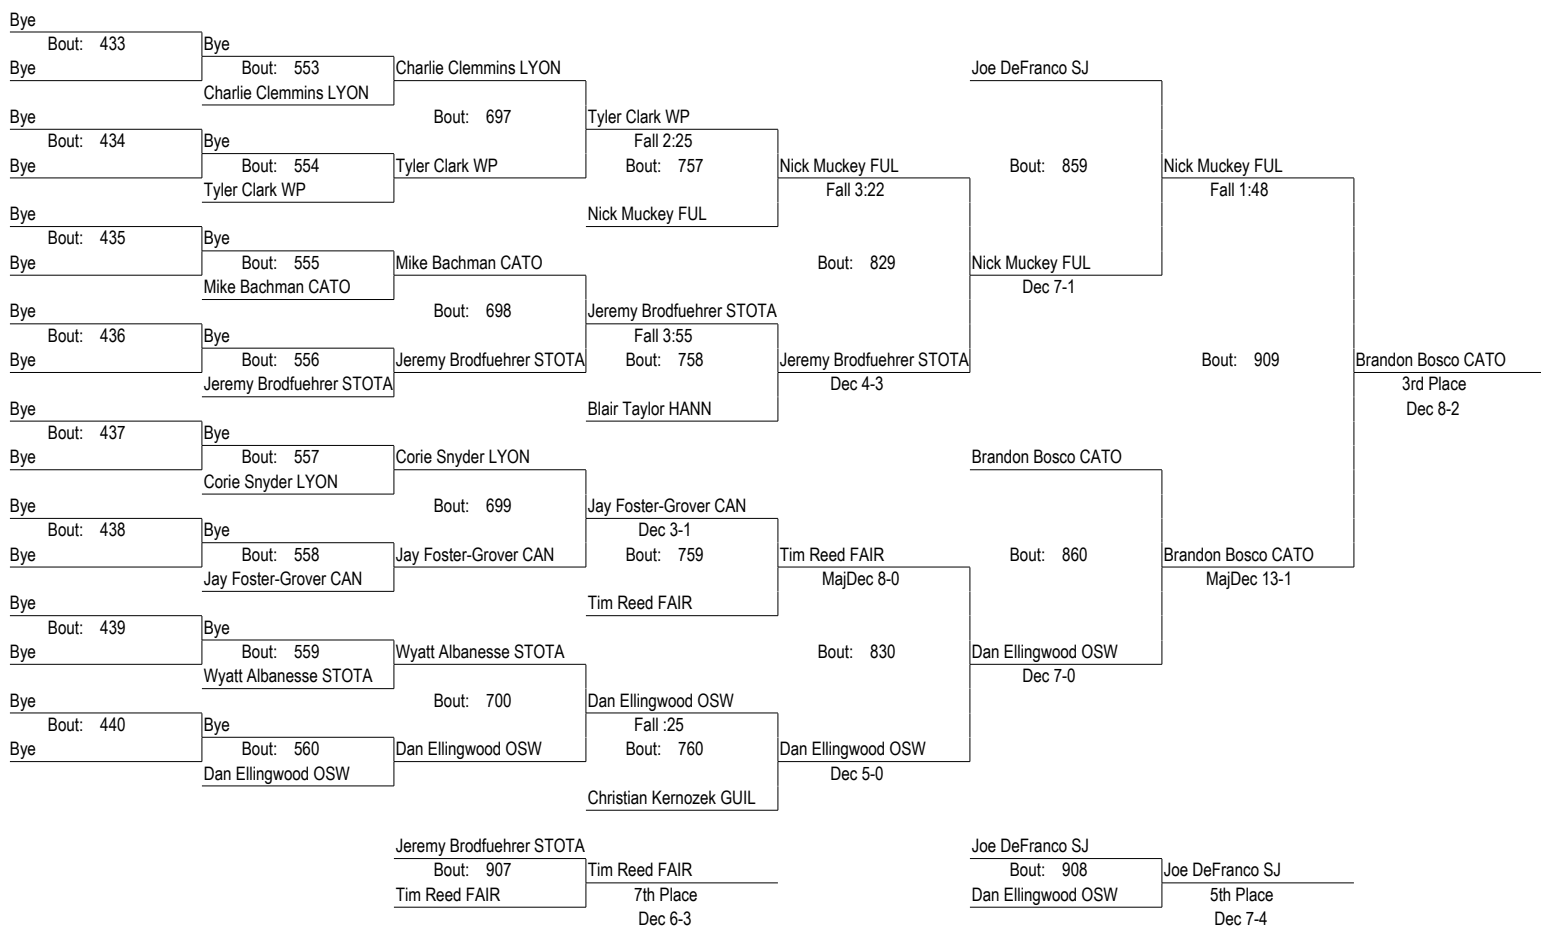 Bye
Bout: 433 Bye
Bye Bout: 553 Charlie Clemmins LYON Joe DeFranco SJ
Charlie Clemmins LYON
Bye Bout: 697 Tyler Clark WP
Bout: 434 Bye Fall 2:25
Bye Bout: 554 Tyler Clark WP Bout: 757 Nick Muckey FUL Bout: 859 Nick Muckey FUL
Tyler Clark WP Fall 3:22 Fall 1:48
Bye Nick Muckey FUL
Bout: 435 Bye
Bye Bout: 555 Mike Bachman CATO Bout: 829 Nick Muckey FUL
Mike Bachman CATO Dec 7-1
Bye Bout: 698 Jeremy Brodfuehrer STOTA
Bout: 436 Bye Fall 3:55
Bye Bout: 556 Jeremy Brodfuehrer STOTA Bout: 758 Jeremy Brodfuehrer STOTA Bout: 909 Brandon Bosco CATO
Jeremy Brodfuehrer STOTA Dec 4-3 3rd Place
Bye Blair Taylor HANN Dec 8-2
Bout: 437 Bye
Bye Bout: 557 Corie Snyder LYON Brandon Bosco CATO
Corie Snyder LYON
Bye Bout: 699 Jay Foster-Grover CAN
Bout: 438 Bye Dec 3-1
Bye Bout: 558 Jay Foster-Grover CAN Bout: 759 Tim Reed FAIR Bout: 860 Brandon Bosco CATO
Jay Foster-Grover CAN MajDec 8-0 MajDec 13-1
Bye Tim Reed FAIR
Bout: 439 Bye
Bye Bout: 559 Wyatt Albanesse STOTA Bout: 830 Dan Ellingwood OSW
Wyatt Albanesse STOTA Dec 7-0
Bye Bout: 700 Dan Ellingwood OSW
Bout: 440 Bye Fall :25
Bye Bout: 560 Dan Ellingwood OSW Bout: 760 Dan Ellingwood OSW
Dan Ellingwood OSW Dec 5-0
Christian Kernozek GUIL
Jeremy Brodfuehrer STOTA Joe DeFranco SJ
Bout: 907 Tim Reed FAIR Bout: 908 Joe DeFranco SJ
Tim Reed FAIR 7th Place Dan Ellingwood OSW 5th Place
Dec 6-3 Dec 7-4